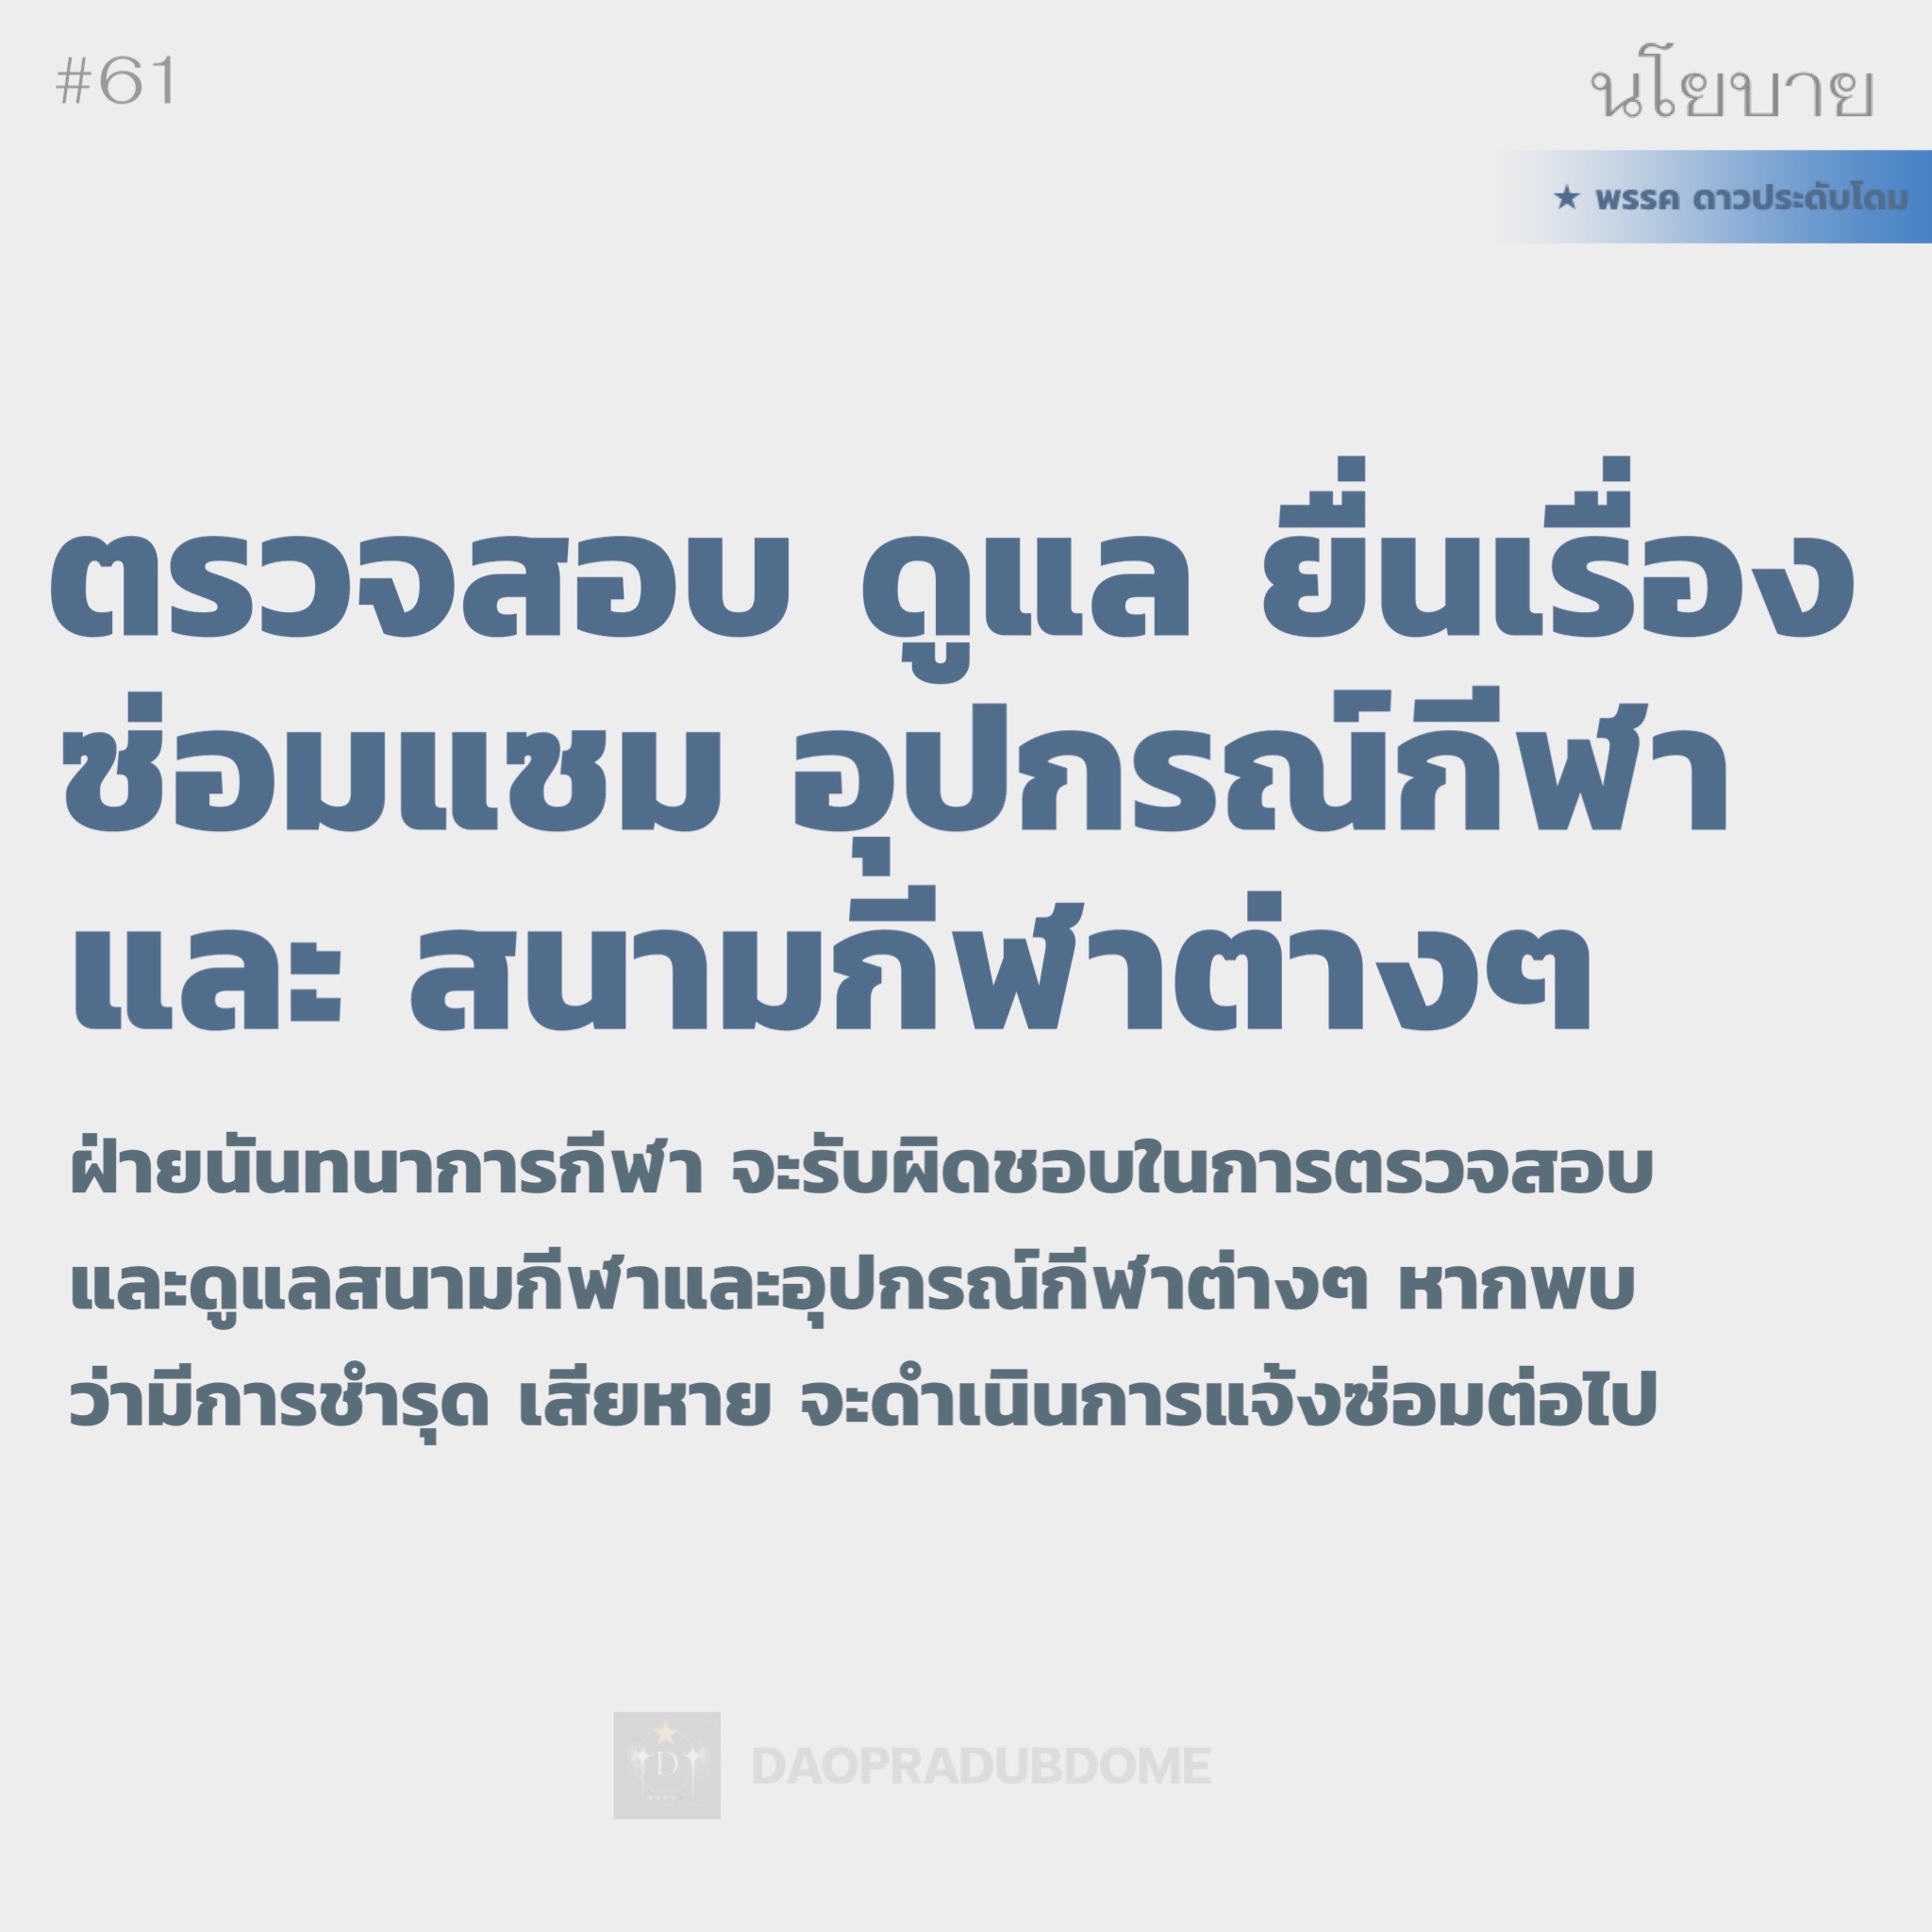 #61
นโยบาย
★ พรรค ดาวประดับโดม
ตรวจสอบ ดูแล ยื่นเรื่อง
ซ่อมแซม อุปกรณ์กีฬา
และ สนามกีฬาต่างๆ
ฝ่ายนันทนาการกีฬา จะรับผิดชอบในการตรวจสอบ
และดูแลสนามกีฬาและอุปกรณ์กีฬาต่างๆ หากพบ
ว่ามีการชำรุด เสียหาย จะดำเนินการแจ้งซ่อมต่อไป
D
DAOPRADUBDOME